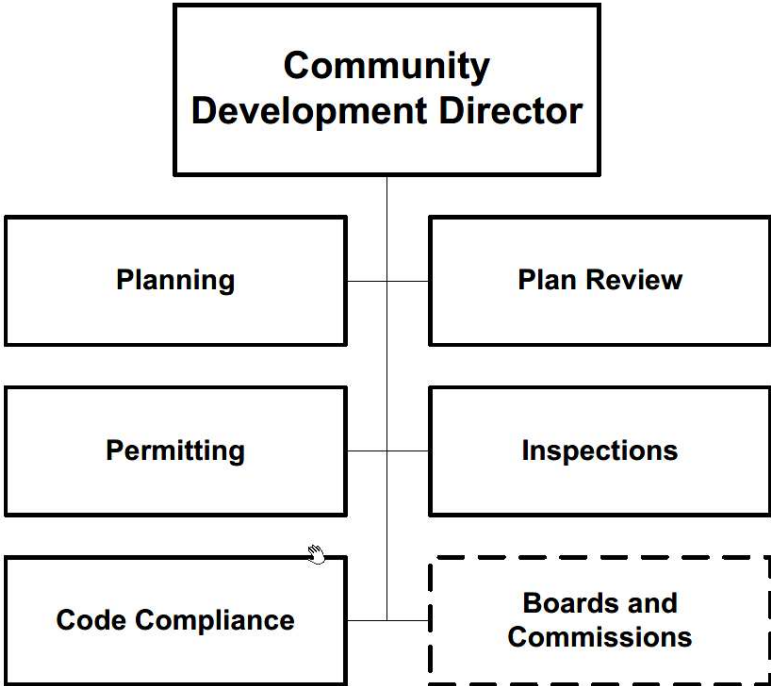 Community
Development Director
Planning
Plan Review
Permitting
Inspections
Code Compliance
Boards and
Commissions